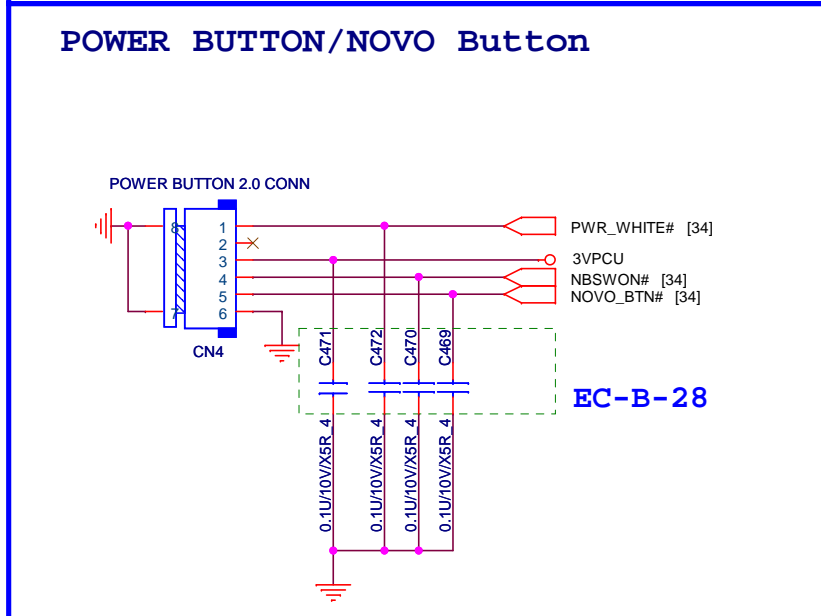 POWER BUTTON/NOVO Button
POWER BUTTON 2.0 CONN
8
7
1
2
3
4
5
6
CN4
PWR_WHITE# [34]
3VPCU
NBSWON# [34]
NOVO_BTN# [34]
C471
C472
C470
C469
EC-B-28
0.1U/10V/X5R_4
0.1U/10V/X5R_4
0.1U/10V/X5R_4
0.1U/10V/X5R_4